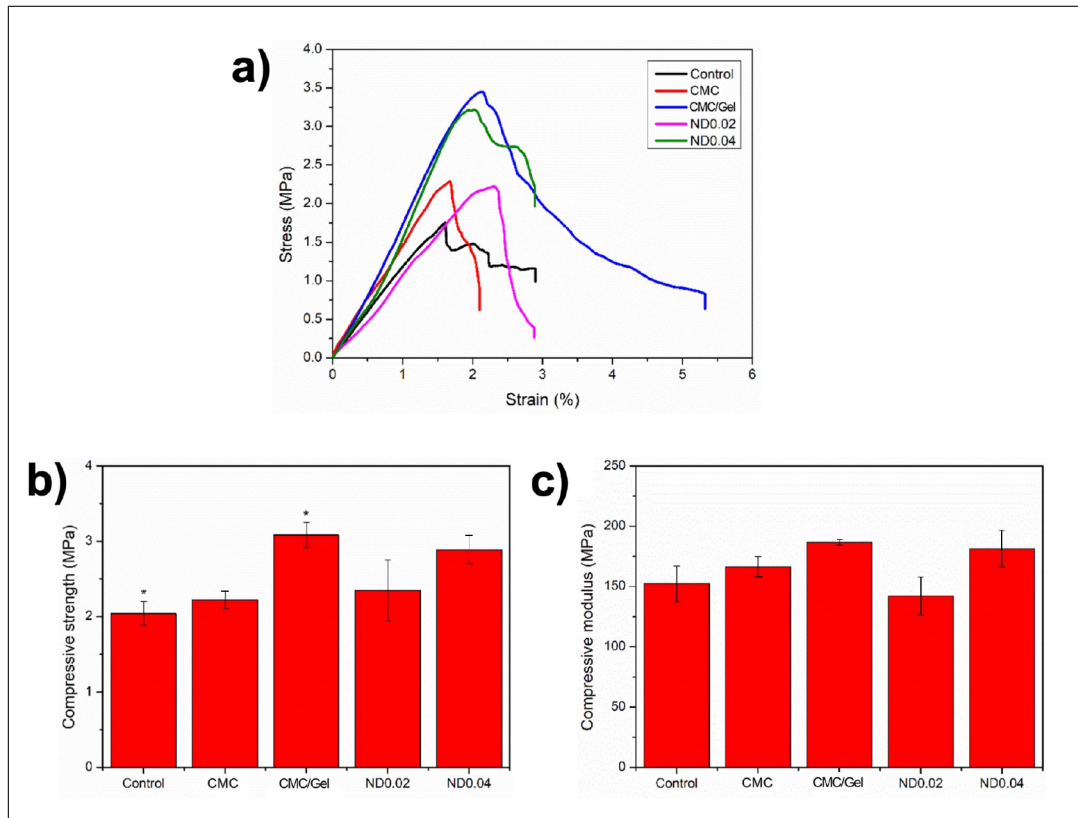 a)
4.0
3.5
3.0
2.5
2.0
1.5
1.0
0.5
0.0
Stress (MPa)
0 1 2 3 4 5 6
Strain (%)
Control
CMC
CMC/Gel
ND0.02
ND0.04
b)
4
3
2
1
0
Compressive strength (MPa)
* *
Control CMC CMC/Gel ND0.02 ND0.04
c)
250
200
150
100
50
0
Compressive modulus (MPa)
Control CMC CMC/Gel ND0.02 ND0.04